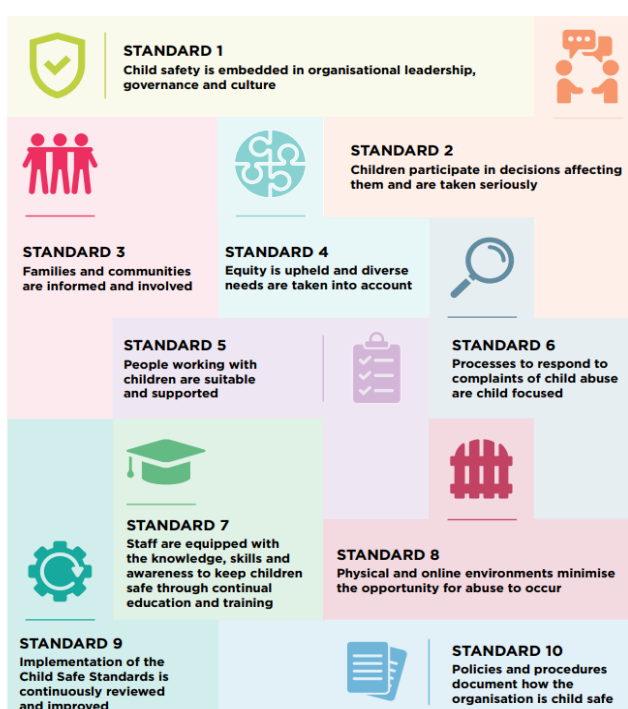 STANDARD 1
Child safety is embedded in organisational leadership,
governance and culture
STANDARD 2
Children participate in decisions affecting
them and are taken seriously
STANDARD 3
Families and communities
are informed and involved
STANDARD 4
Equity is upheld and diverse
needs are taken into account
STANDARD 5
People working with
children are suitable
and supported
STANDARD 6
Processes to respond to
complaints of child abuse
are child focused
STANDARD 7
Staff are equipped with
the knowledge, skills and
awareness to keep children
safe through continual
education and training
STANDARD 8
Physical and online environments minimise
the opportunity for abuse to occur
STANDARD 9
Implementation of the
Child Safe Standards is
continuously reviewed
and improved
STANDARD 10
Policies and procedures
document how the
organisation is child safe